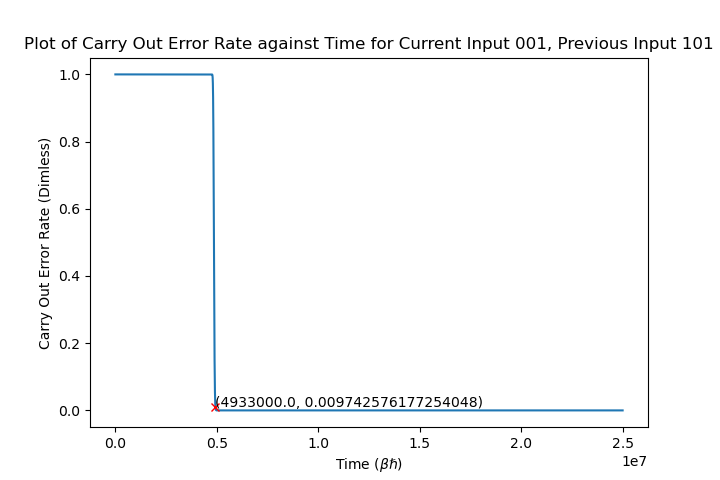 Plot of Carry Out Error Rate against Time for Current Input 001, Previous Input 101
Carry Out Error Rate (Dimless)
1.0
0.8
0.6
0.4
0.2
0.0
(4933000.0, 0.009742576177254048)
0.0 0.5 1.0 1.5 2.0 2.5
1e7
Time (βℏ)